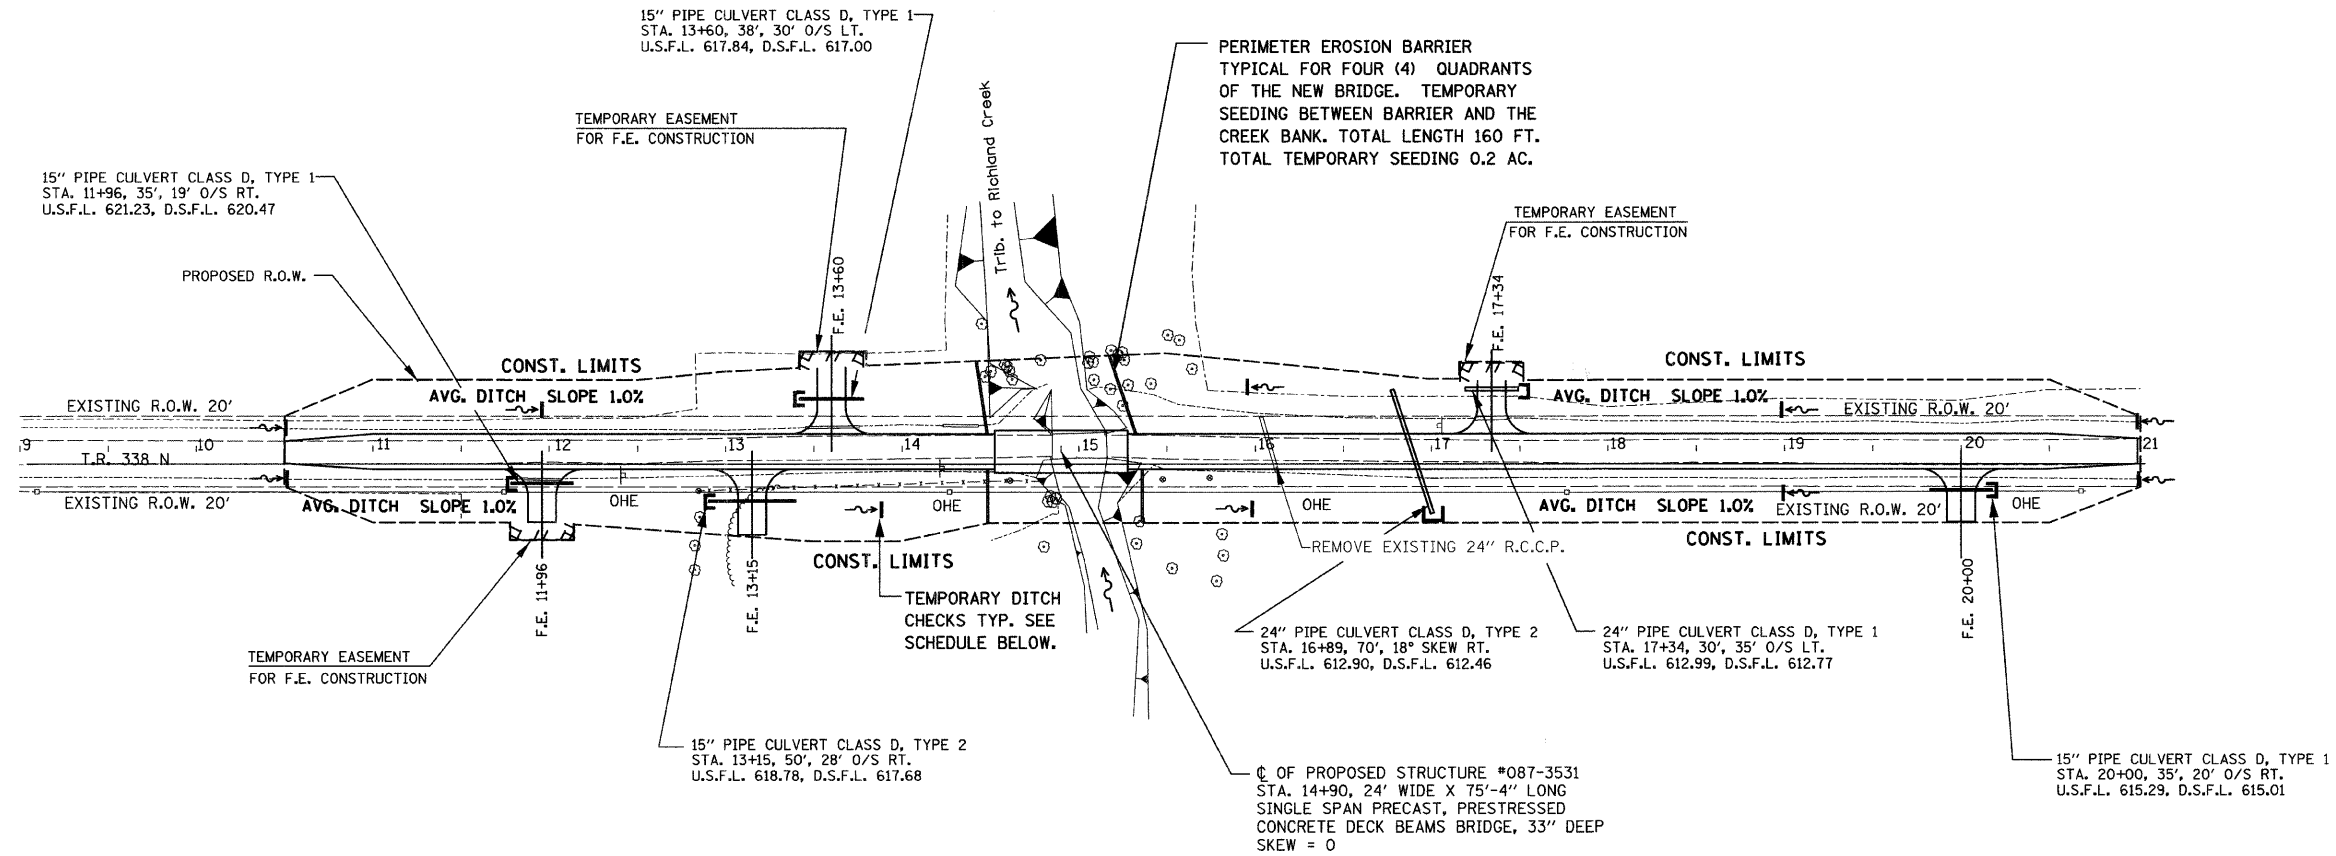 15" PIPE CULVERT CLASS D, TYPE 1
STA. 13+60, 38', 30' O/S LT.
U.S.F.L. 617.84, D.S.F.L. 617.00
PERIMETER EROSION BARRIER
TYPICAL FOR FOUR (4) QUADRANTS
OF THE NEW BRIDGE. TEMPORARY
SEEDING BETWEEN BARRIER AND THE
CREEK BANK. TOTAL LENGTH 160 FT.
TOTAL TEMPORARY SEEDING 0.2 AC.
TEMPORARY EASEMENT
FOR F.E. CONSTRUCTION
15" PIPE CULVERT CLASS D, TYPE 1
STA. 11+96, 35', 19' O/S RT.
U.S.F.L. 621.23, D.S.F.L. 620.47
Trib. to Richland Creek
TEMPORARY EASEMENT
FOR F.E. CONSTRUCTION
PROPOSED R.O.W.
F.E. 13+60
F.E. 17+34
CONST. LIMITS
CONST. LIMITS
AVG. DITCH SLOPE 1.0%
AVG. DITCH SLOPE 1.0%
EXISTING R.O.W. 20'
EXISTING R.O.W. 20'
9 10 11 12 13 14 15 16 17 18 19 20 21
T.R. 338 N
EXISTING R.O.W. 20'
AVG. DITCH SLOPE 1.0%
OHE
OHE
OHE
AVG. DITCH SLOPE 1.0%
EXISTING R.O.W. 20'
OHE
CONST. LIMITS
CONST. LIMITS
REMOVE EXISTING 24" R.C.C.P.
F.E. 11+96
F.E. 13+15
F.E. 20+00
TEMPORARY DITCH
CHECKS TYP. SEE
SCHEDULE BELOW.
24" PIPE CULVERT CLASS D, TYPE 2
STA. 16+89, 70', 18° SKEW RT.
U.S.F.L. 612.90, D.S.F.L. 612.46
24" PIPE CULVERT CLASS D, TYPE 1
STA. 17+34, 30', 35' O/S LT.
U.S.F.L. 612.99, D.S.F.L. 612.77
TEMPORARY EASEMENT
FOR F.E. CONSTRUCTION
15" PIPE CULVERT CLASS D, TYPE 2
STA. 13+15, 50', 28' O/S RT.
U.S.F.L. 618.78, D.S.F.L. 617.68
℄ OF PROPOSED STRUCTURE #087-3531
STA. 14+90, 24' WIDE X 75'-4" LONG
SINGLE SPAN PRECAST, PRESTRESSED
CONCRETE DECK BEAMS BRIDGE, 33" DEEP
SKEW = 0
15" PIPE CULVERT CLASS D, TYPE 1
STA. 20+00, 35', 20' O/S RT.
U.S.F.L. 615.29, D.S.F.L. 615.01